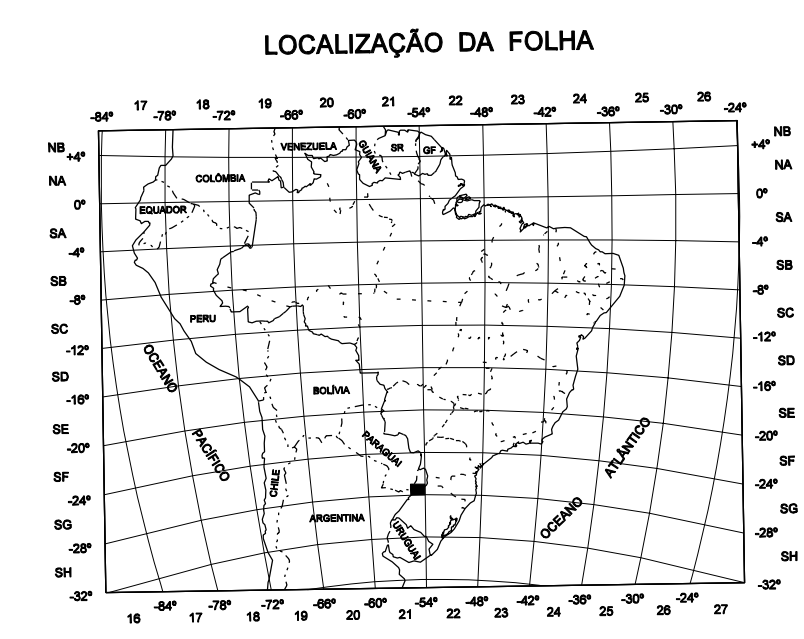 LOCALIZAÇÃO DA FOLHA
17 18 19 20 21 22 23 24 25 26
-84° -78° -72° -66° -60° -54° -48° -42° -36° -30° -24°
NB NB
+4° +4°
VENEZUELA GUIANA SR GF
NA NA
COLÔMBIA
0° 0°
EQUADOR
SA SA
-4° -4°
SB SB
-8° -8°
PERU
SC SC
-12° -12°
OCEANO
SD SD
BOLÍVIA
-16° -16°
SE SE
PACÍFICO PARAGUAI ATLÂNTICO
-20° -20°
SF SF
CHILE
-24° -24°
OCEANO
ARGENTINA
SG SG
URUGUAI
-28° -28°
SH SH
-32° -32°
-84° -78° -72° -66° -60° -54° -48° -42° -36° -30° -24°
16 17 18 19 20 21 22 23 24 25 26 27